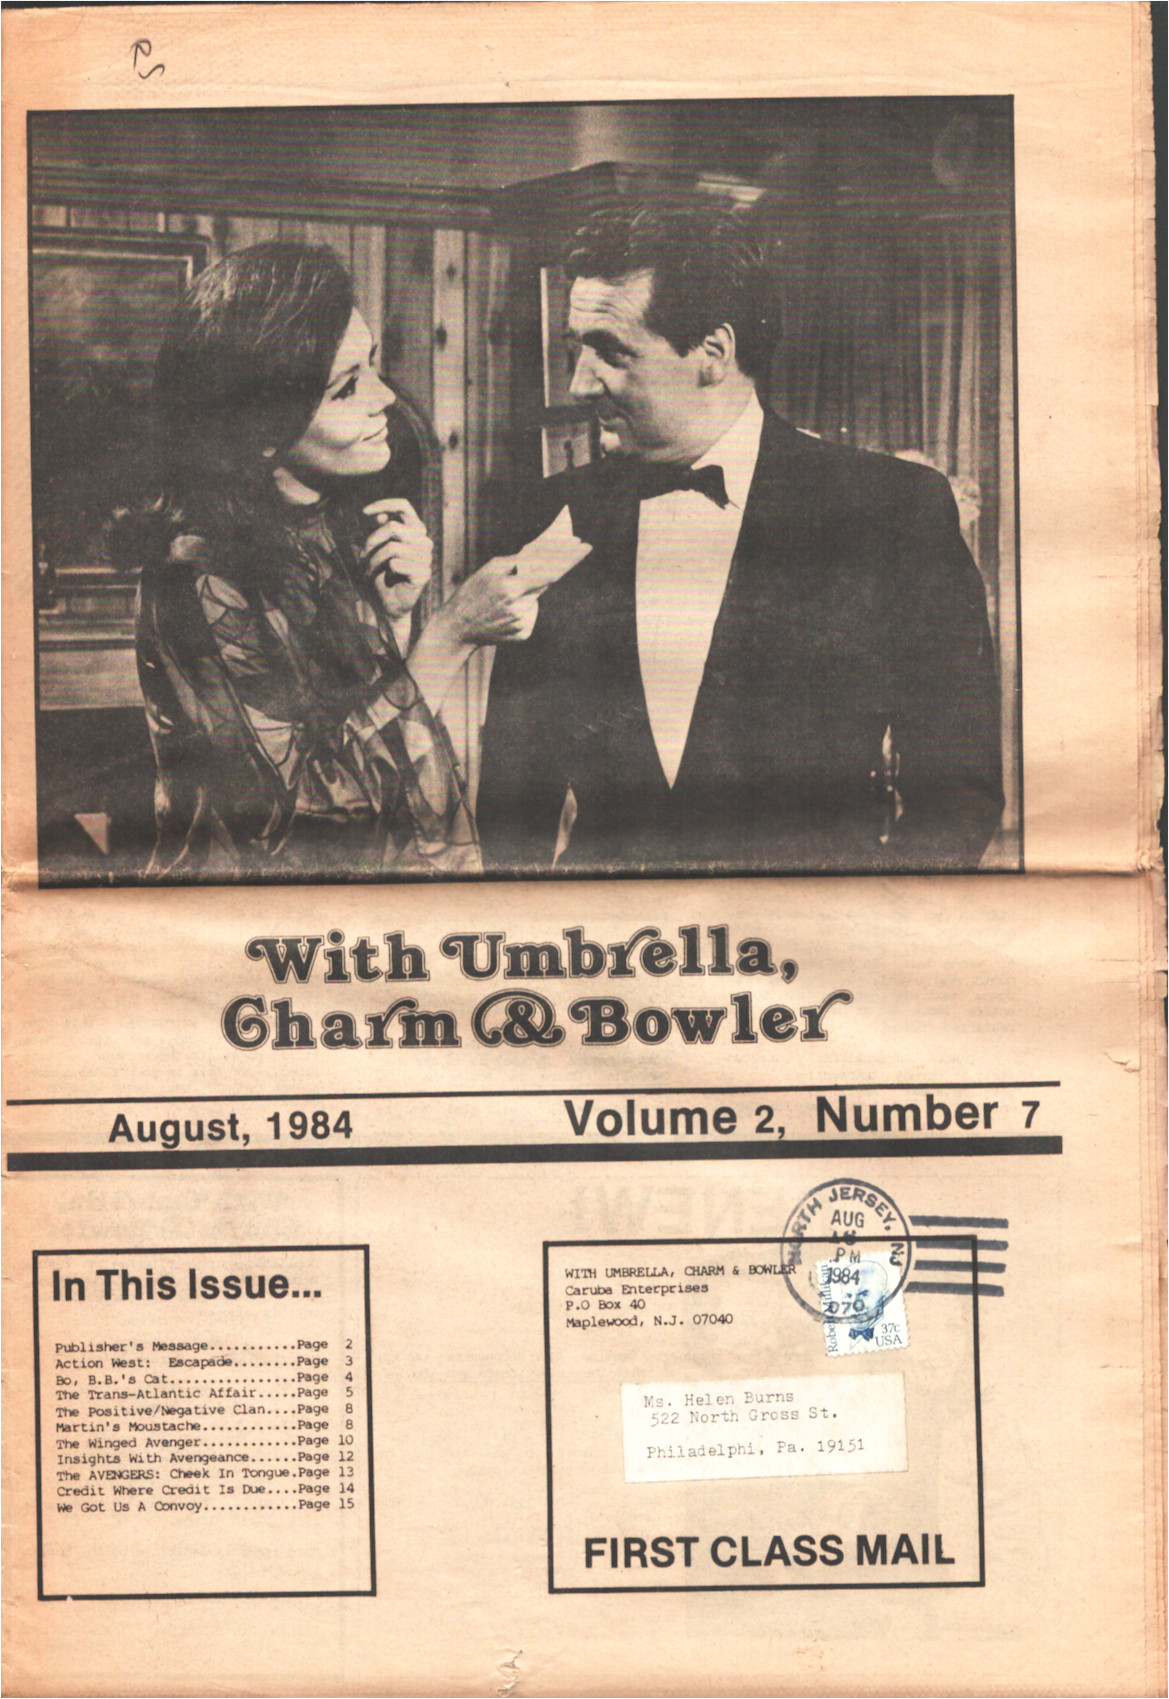 With Umbrella,
Charm & Bowler
August, 1984
Volume 2, Number 7
In This Issue...
Publisher's Message...........Page 2
Action West: Escapade........Page 3
Bo, B.B.'s Cat...............Page 4
The Trans-Atlantic Affair.....Page 5
The Positive/Negative Clan....Page 8
Martin's Moustache............Page 8
The Winged Avenger............Page 10
Insights With Avengeance......Page 12
The AVENGERS: Cheek In Tongue.Page 13
Credit Where Credit Is Due....Page 14
We Got Us A Convoy............Page 15
WITH UMBRELLA, CHARM & BOWLER
Caruba Enterprises
P.O Box 40
Maplewood, N.J. 07040
NORTH JERSEY, NJ
AUG
PM
1984
070
Robert Millikan
37c
USA
Ms. Helen Burns
522 North Gross St.
Philadelphi, Pa. 19151
FIRST CLASS MAIL